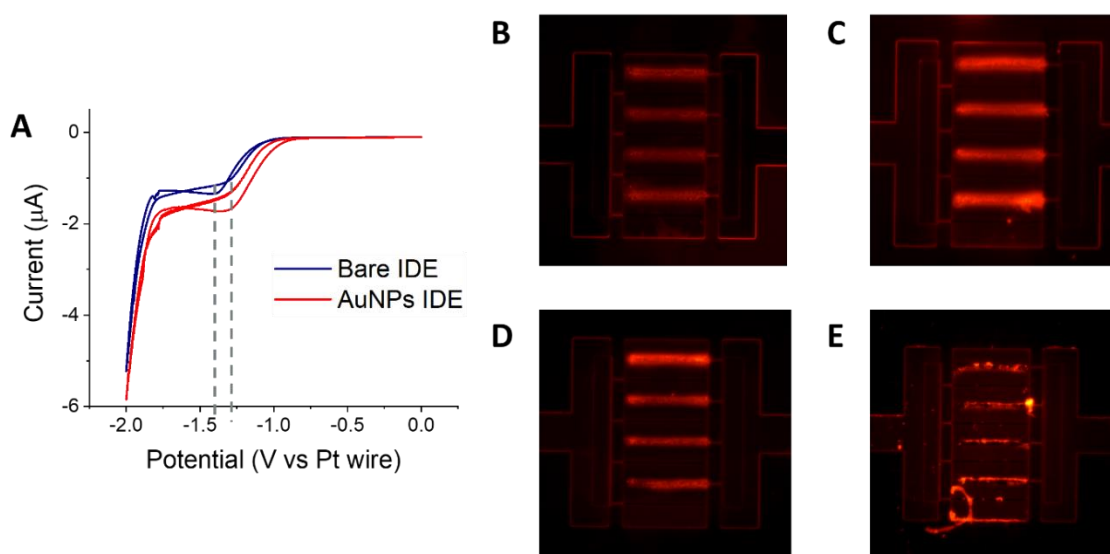 A
B
C
D
E
0
-2
-4
-6
Current (μA)
-2.0 -1.5 -1.0 -0.5 0.0
Potential (V vs Pt wire)
Bare IDE
AuNPs IDE